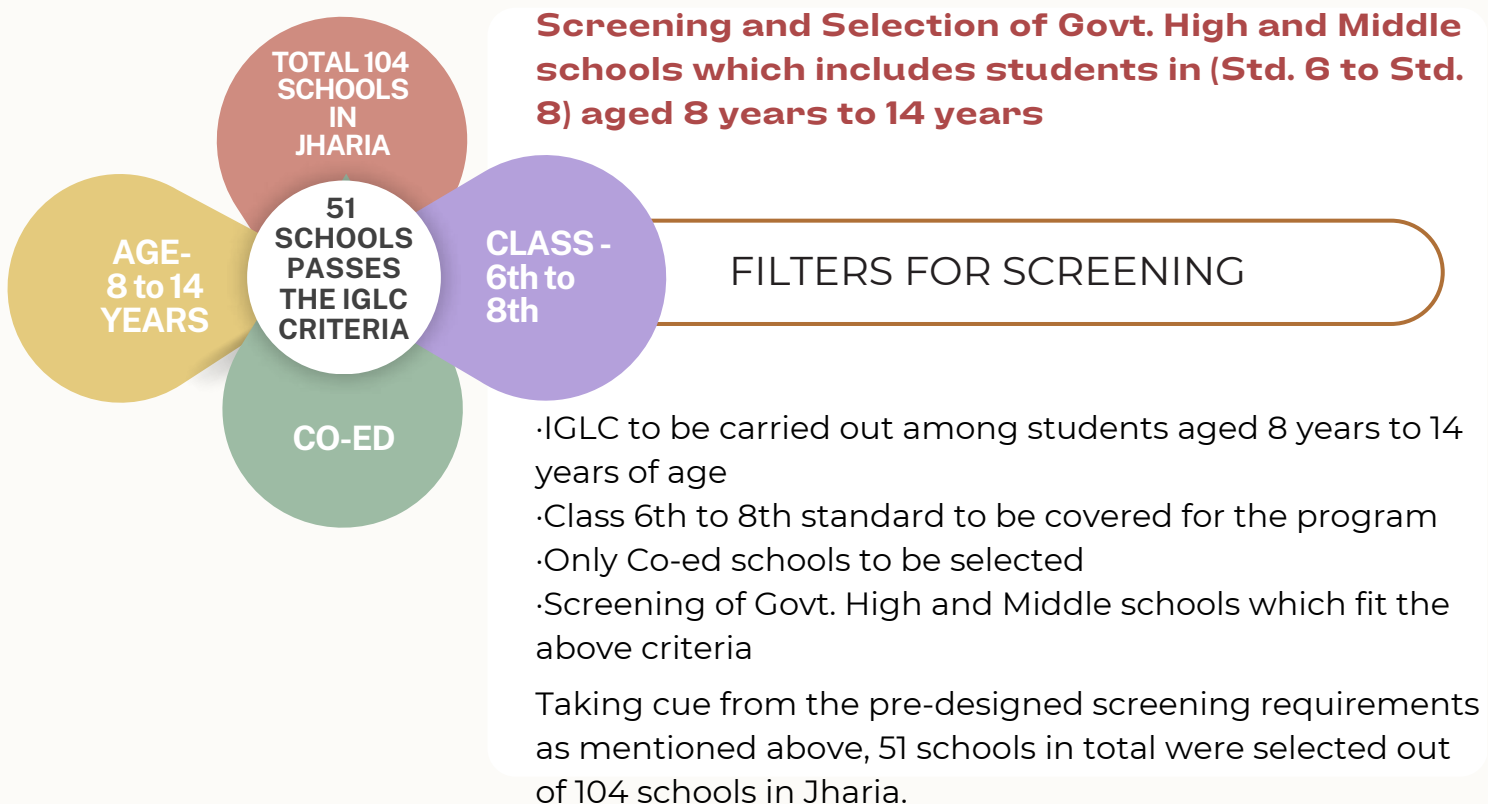 Screening and Selection of Govt. High and Middle
schools which includes students in (Std. 6 to Std.
8) aged 8 years to 14 years
TOTAL 104
SCHOOLS
IN
JHARIA
51
SCHOOLS
PASSES
THE IGLC
CRITERIA
AGE-
8 to 14
YEARS
CLASS -
6th to
8th
CO-ED
FILTERS FOR SCREENING
·IGLC to be carried out among students aged 8 years to 14
years of age
·Class 6th to 8th standard to be covered for the program
·Only Co-ed schools to be selected
·Screening of Govt. High and Middle schools which fit the
above criteria
Taking cue from the pre-designed screening requirements
as mentioned above, 51 schools in total were selected out
of 104 schools in Jharia.